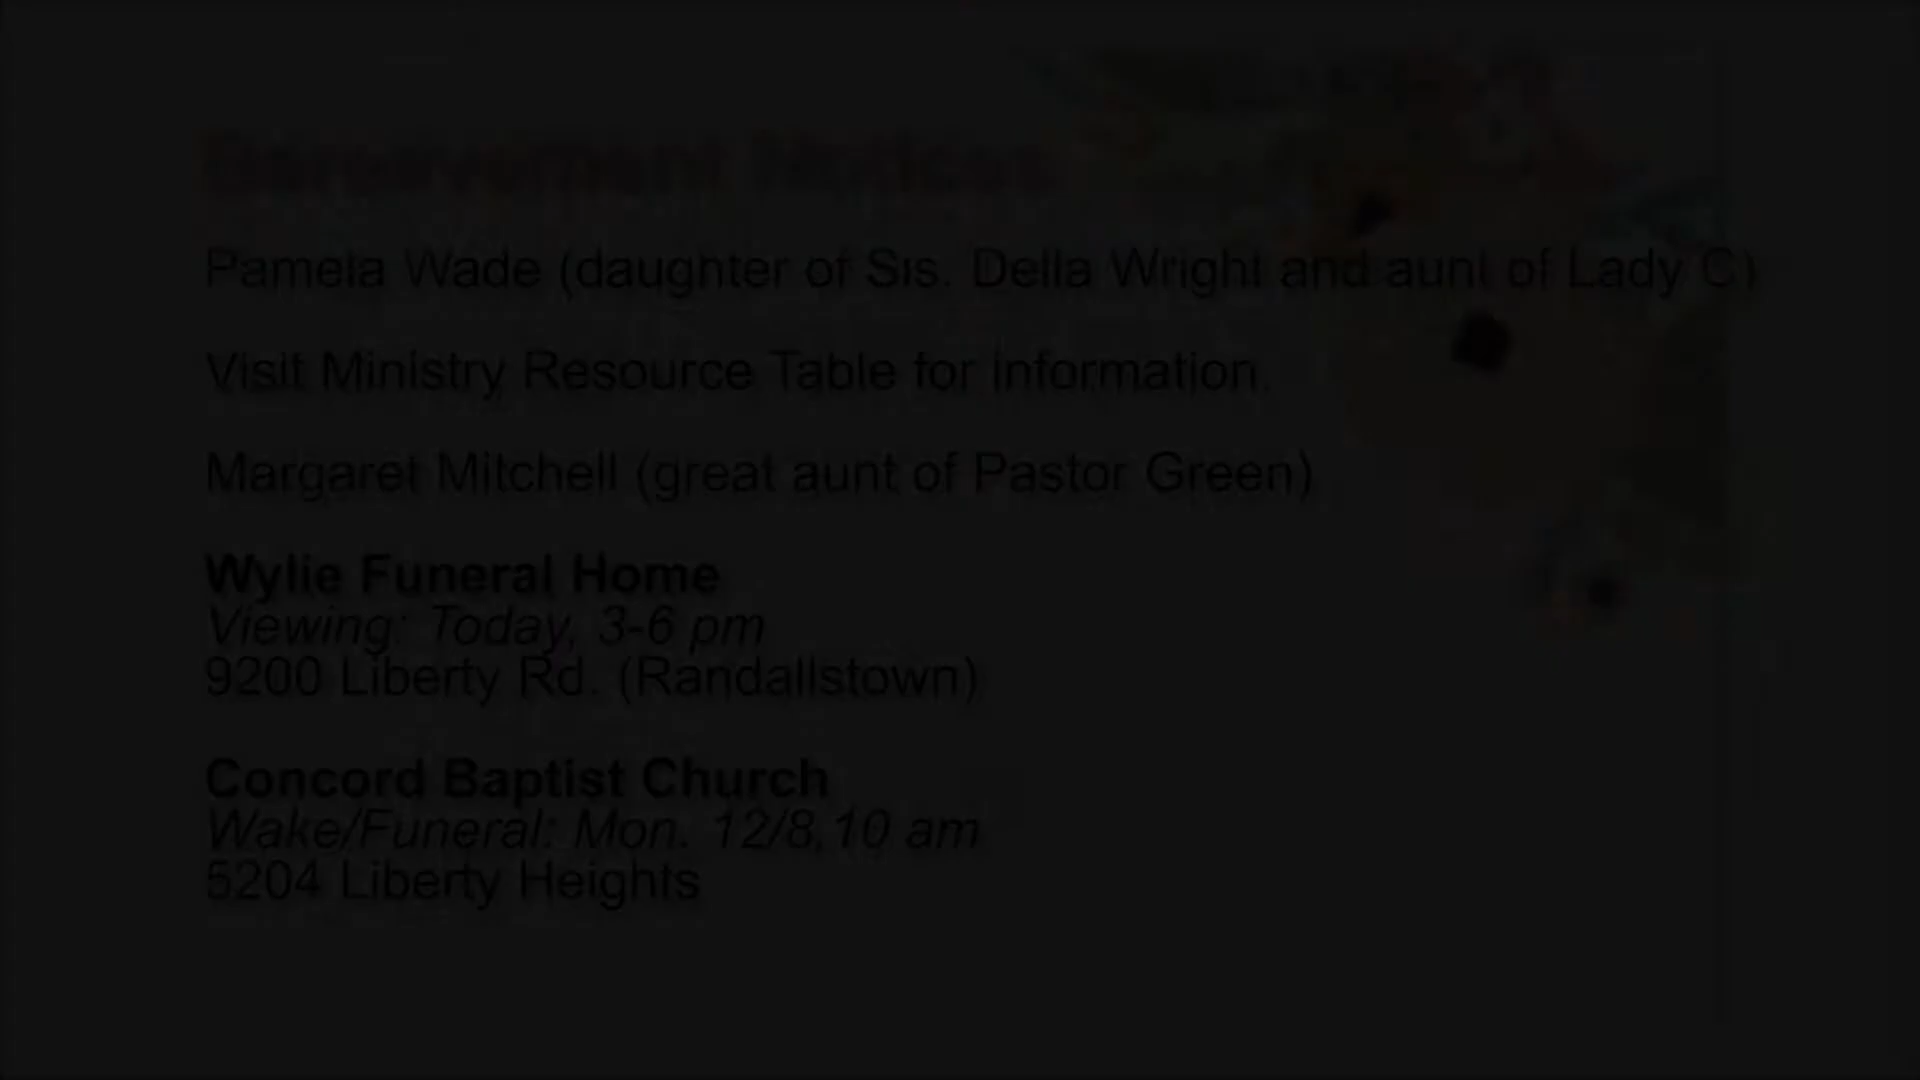 Bereavement Notices
Pamela Wade (daughter of Sis. Della Wright and aunt of Lady C)
Visit Ministry Resource Table for Information.
Margaret Mitchell (great aunt of Pastor Green)
Wylie Funeral Home
Viewing: Today, 3-6 pm
9200 Liberty Rd. (Randallstown)
Concord Baptist Church
Wake/Funeral: Mon. 12/8,10 am
5204 Liberty Heights